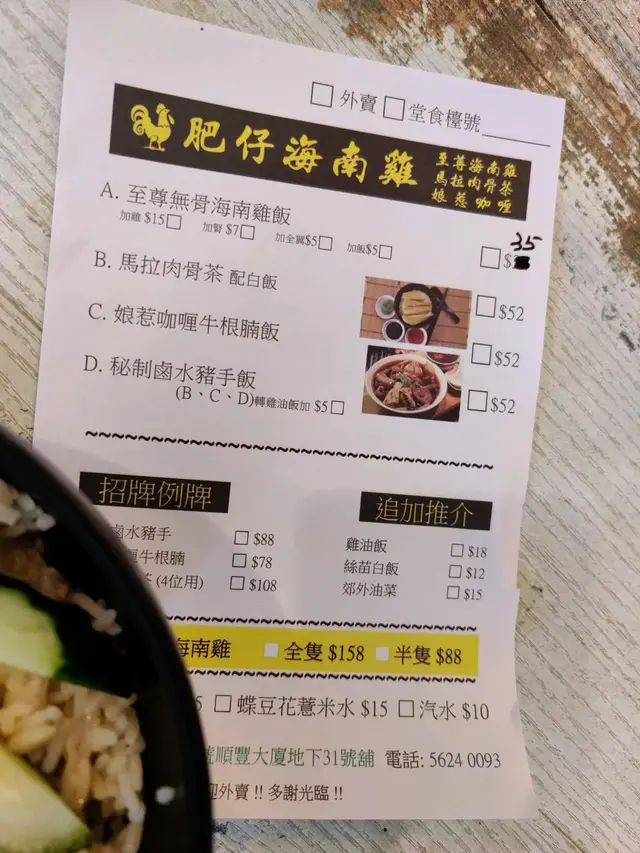 □ 外賣 □ 堂食檯號
肥仔海南雞
至尊海南雞
馬拉肉骨茶
娘惹咖喱
A. 至尊無骨海南雞飯
加雞 $15□ 加腎 $7□ 加全翼$5□ 加飯$5□
□ $ 35
B. 馬拉肉骨茶 配白飯
□ $52
C. 娘惹咖喱牛根腩飯
□ $52
D. 秘制鹵水豬手飯
□ $52
(B、C、D)轉雞油飯加 $5□
招牌例牌
鹵水豬手 □ $88
喱牛根腩 □ $78
茶 (4位用) □ $108
追加推介
雞油飯 □ $18
絲苗白飯 □ $12
郊外油菜 □ $15
海南雞 全隻 $158 半隻 $88
5 □ 蝶豆花薏米水 $15 □ 汽水 $10
號順豐大廈地下31號舖 電話: 5624 0093
迎外賣 !! 多謝光臨 !!